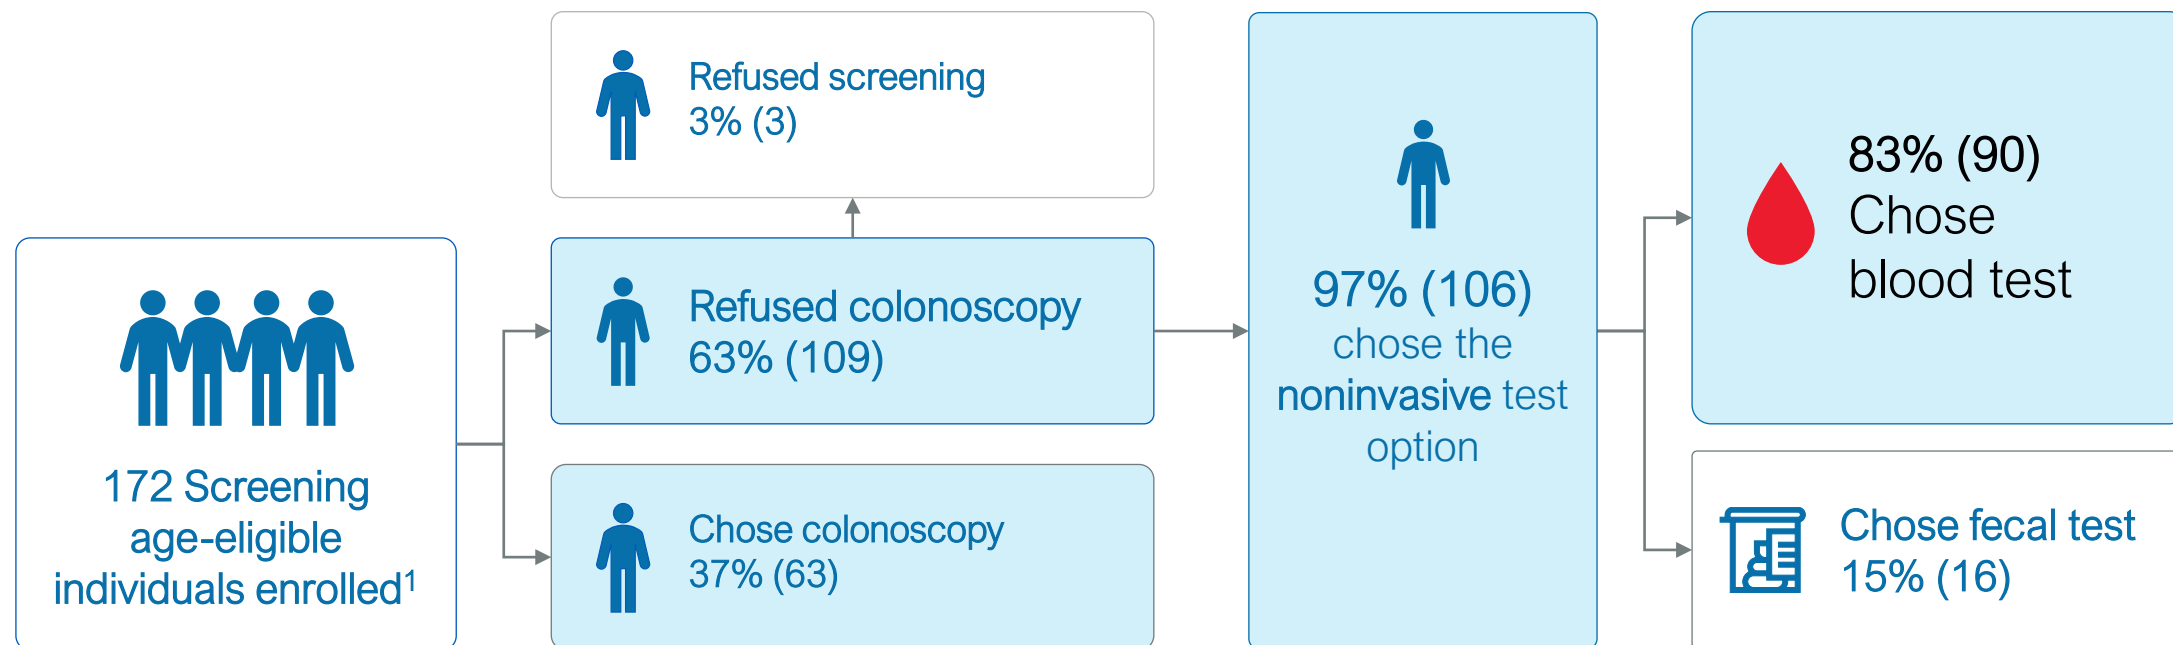 172 Screening
age-eligible
individuals enrolled1
Refused screening
3% (3)
Refused colonoscopy
63% (109)
Chose colonoscopy
37% (63)
97% (106)
chose the
noninvasive test
option
83% (90)
Chose
blood test
Chose fecal test
15% (16)